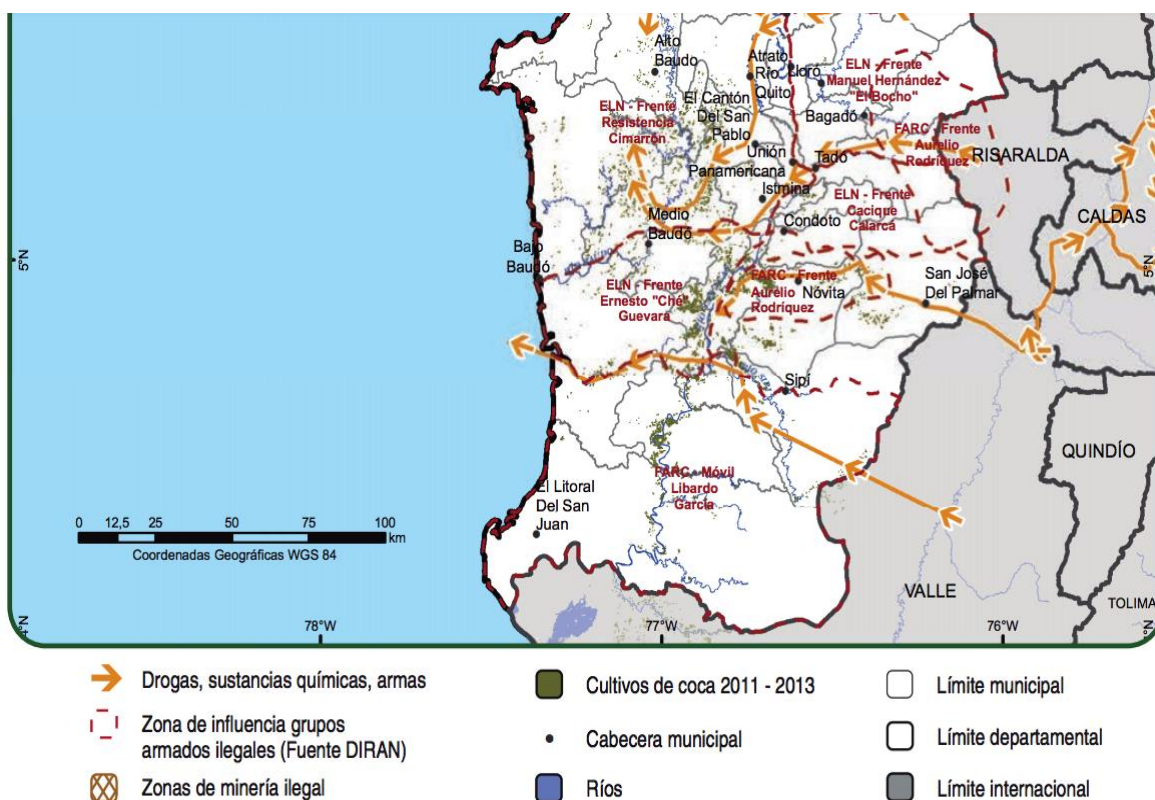 Alto
Baudo
Atrato
Río
Quito
Lloró
ELN - Frente
Manuel Hernández
"El Bocho"
ELN - Frente
Resistencia
Cimarrón
El Cantón
Del San
Pablo
Bagadó
FARC - Frente
Aurelio
Rodríquez
RISARALDA
Unión
Panamericana
Tadó
Istmina
ELN - Frente
Cacique
Calarcá
CALDAS
Medio
Baudó
Condoto
Bajo
Baudó
5°N
5°N
ELN - Frente
Ernesto "Ché"
Guevara
FARC - Frente
Aurelio
Rodríquez
Nóvita
San José
Del Palmar
Sipí
QUINDÍO
FARC - Móvil
Libardo
García
El Litoral
Del San
Juan
0 12,5 25 50 75 100
km
Coordenadas Geográficas WGS 84
VALLE
TOLIMA
78°W
77°W
76°W
Drogas, sustancias químicas, armas
Cultivos de coca 2011 - 2013
Límite municipal
Zona de influencia grupos
armados ilegales (Fuente DIRAN)
Cabecera municipal
Límite departamental
Zonas de minería ilegal
Ríos
Límite internacional